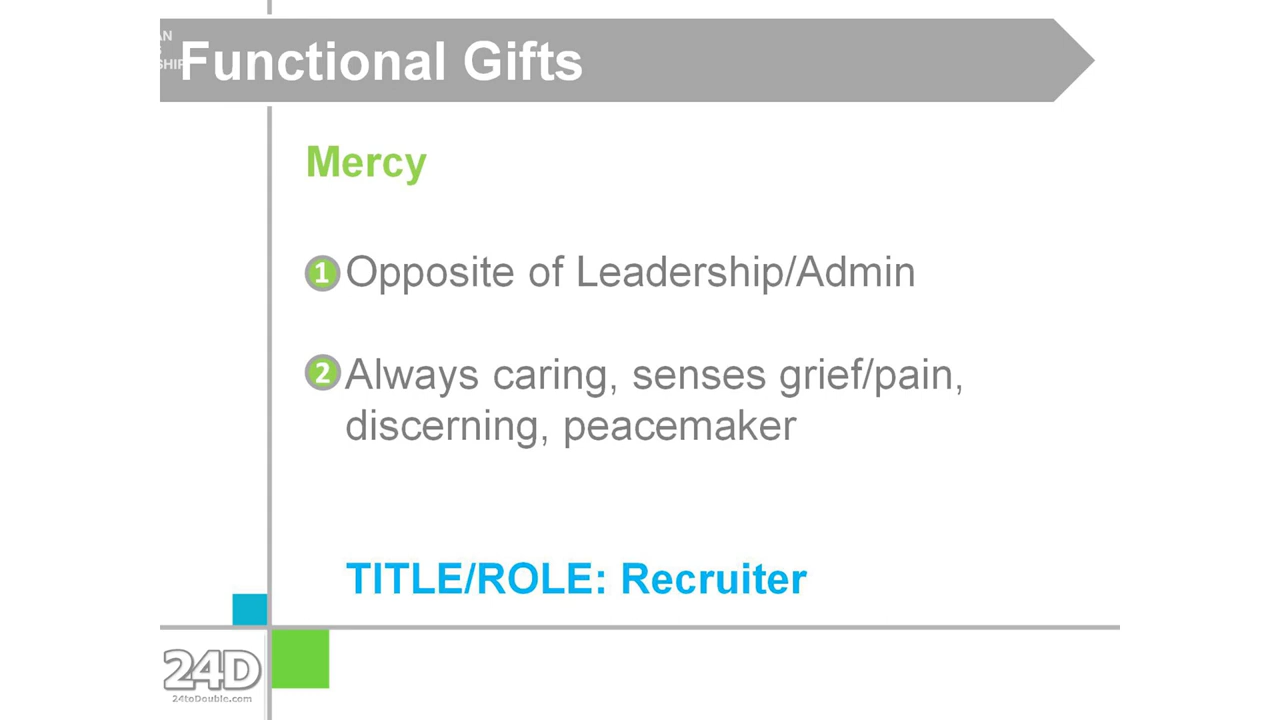 Functional Gifts
Mercy
1 Opposite of Leadership/Admin
2 Always caring, senses grief/pain,
discerning, peacemaker
TITLE/ROLE: Recruiter
24D
24toDouble.com